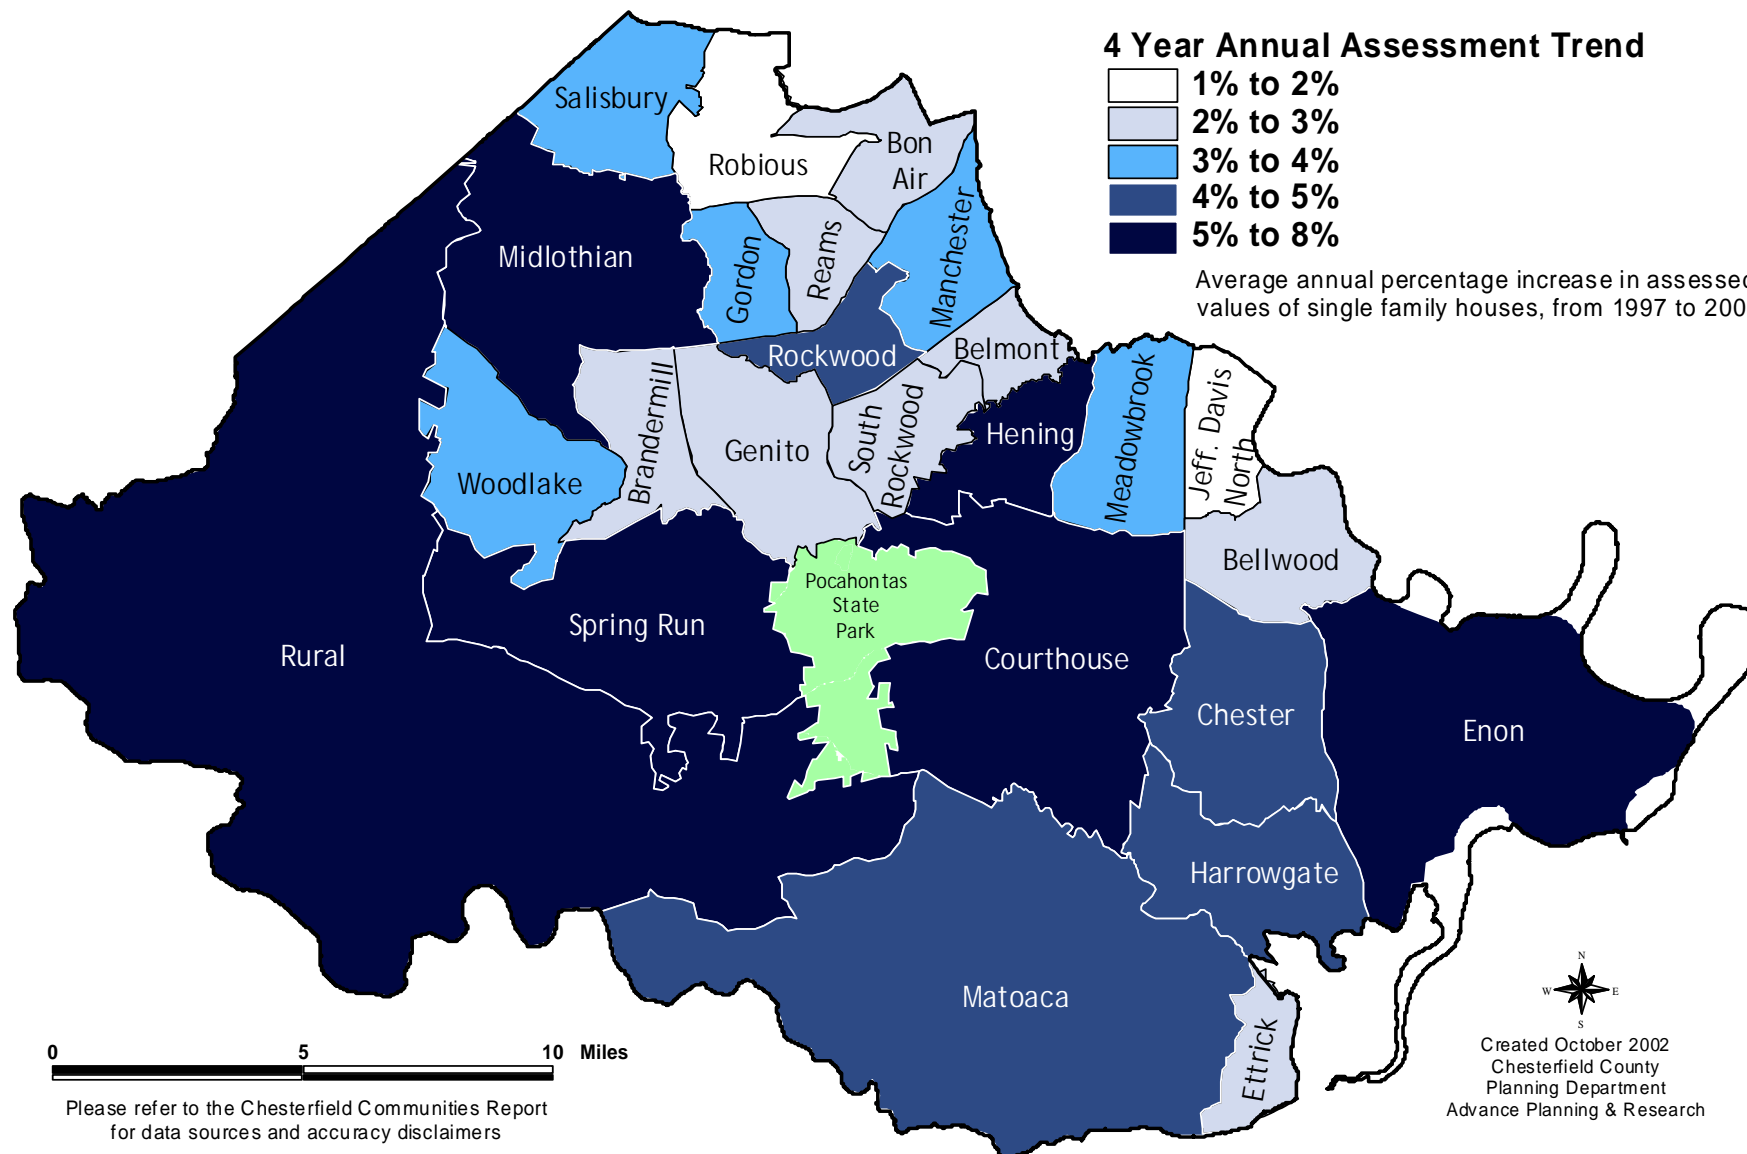 4 Year Annual Assessment Trend
1% to 2%
2% to 3%
3% to 4%
4% to 5%
5% to 8%
Average annual percentage increase in assessed
values of single family houses, from 1997 to 200
Salisbury
Robious
Bon
Air
Midlothian
Gordon
Reams
Manchester
Rockwood
Belmont
Brandermill
Genito
South
Rockwood
Hening
Meadowbrook
Jeff. Davis
North
Woodlake
Bellwood
Pocahontas
State
Park
Spring Run
Rural
Courthouse
Chester
Enon
Harrowgate
Matoaca
Ettrick
N
W
E
S
0
5
10
Miles
Please refer to the Chesterfield Communities Report
for data sources and accuracy disclaimers
Created October 2002
Chesterfield County
Planning Department
Advance Planning & Research